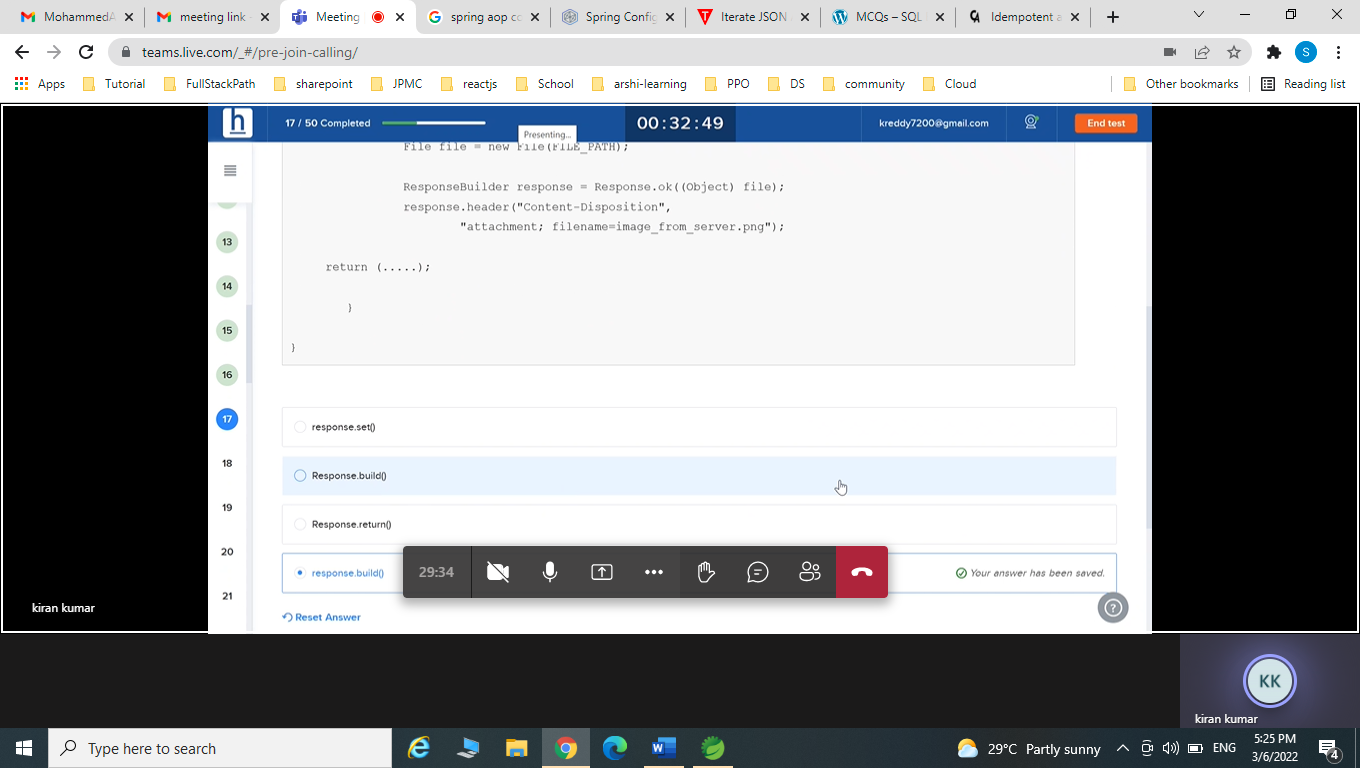 MohammedA
meeting link -
Meeting
spring aop co
Spring Config
Iterate JSON
MCQs – SQL
Idempotent a
teams.live.com/_#/pre-join-calling/
S
Apps
Tutorial
FullStackPath
sharepoint
JPMC
reactjs
School
arshi-learning
PPO
DS
community
Cloud
Other bookmarks
Reading list
h
17 / 50 Completed
Presenting...
00:32:49
kreddy7200@gmail.com
End test
File file = new File(FILE_PATH);
ResponseBuilder response = Response.ok((Object) file);
response.header("Content-Disposition",
"attachment; filename=image_from_server.png");
return (.....);
}
}
13
14
15
16
17
18
19
20
21
response.set()
Response.build()
Response.return()
response.build()
Your answer has been saved.
Reset Answer
29:34
kiran kumar
KK
kiran kumar
Type here to search
29°C Partly sunny
ENG
5:25 PM
3/6/2022
4